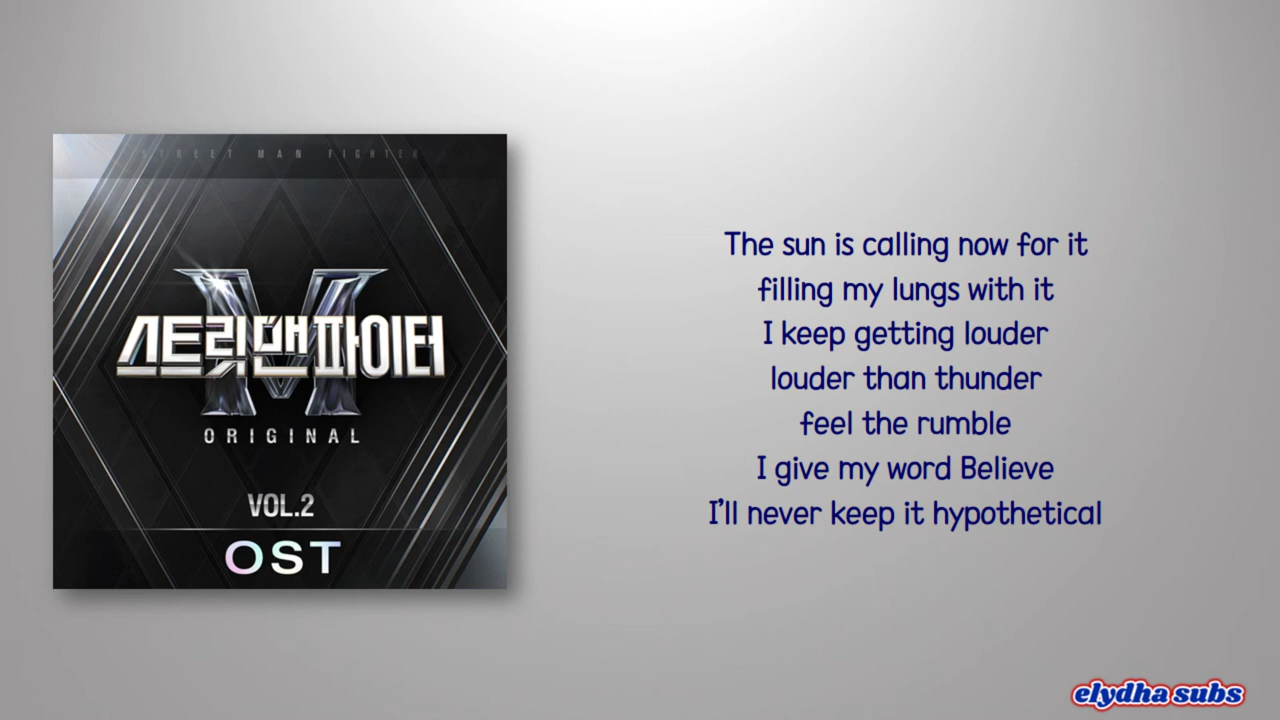 STREET MAN FIGHTER
스트릿맨파이터
ORIGINAL
VOL.2
OST
The sun is calling now for it
filling my lungs with it
I keep getting louder
louder than thunder
feel the rumble
I give my word Believe
I'll never keep it hypothetical
elydha subs